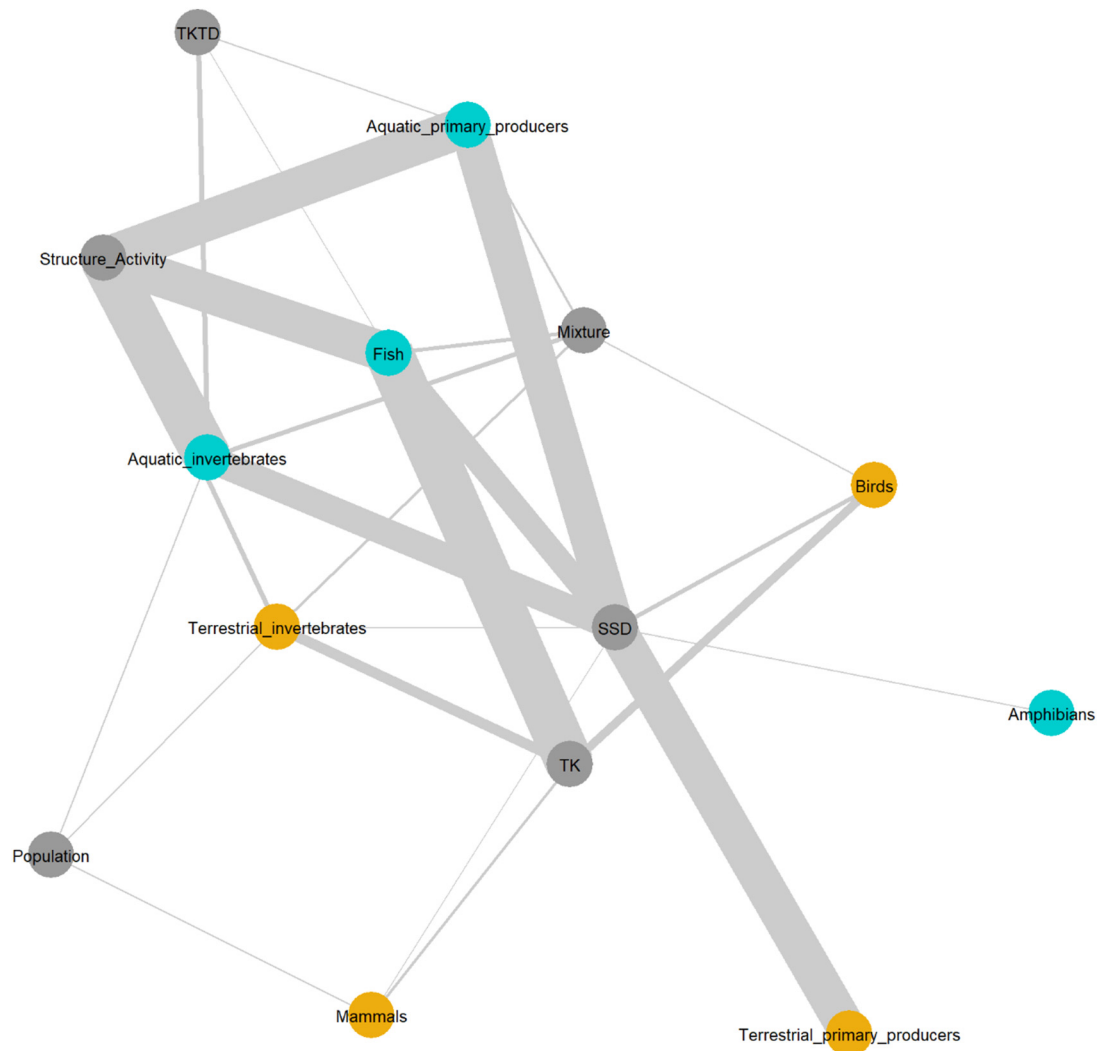 TKTD
Aquatic_primary_producers
Structure_Activity
Mixture
Fish
Aquatic_invertebrates
Birds
Terrestrial_invertebrates
SSD
Amphibians
TK
Population
Mammals
Terrestrial_primary_producers